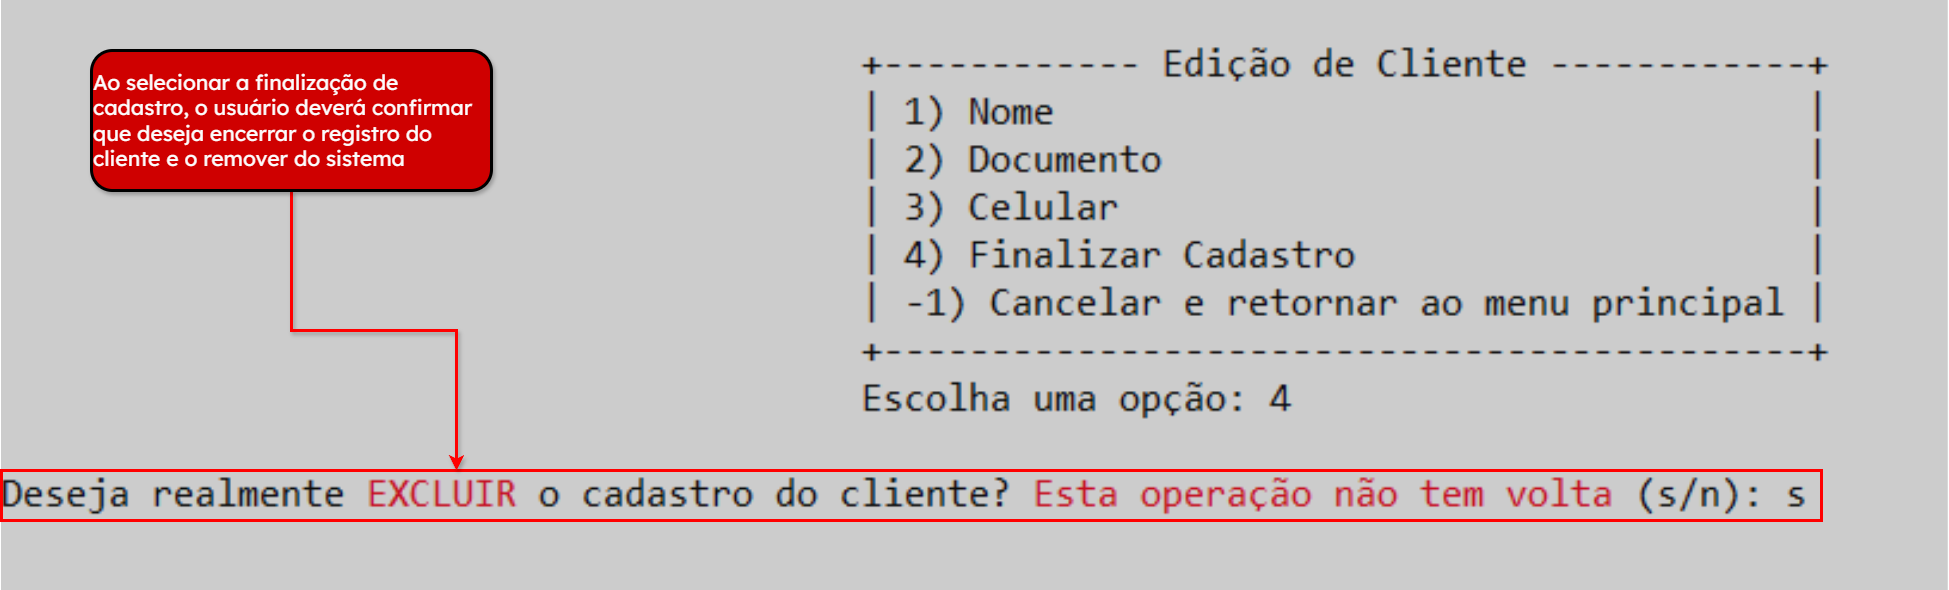 Ao selecionar a finalização de
cadastro, o usuário deverá confirmar
que deseja encerrar o registro do
cliente e o remover do sistema
+------------ Edição de Cliente ------------+
| 1) Nome |
| 2) Documento |
| 3) Celular |
| 4) Finalizar Cadastro |
| -1) Cancelar e retornar ao menu principal |
+-------------------------------------------+
Escolha uma opção: 4
Deseja realmente EXCLUIR o cadastro do cliente? Esta operação não tem volta (s/n): s